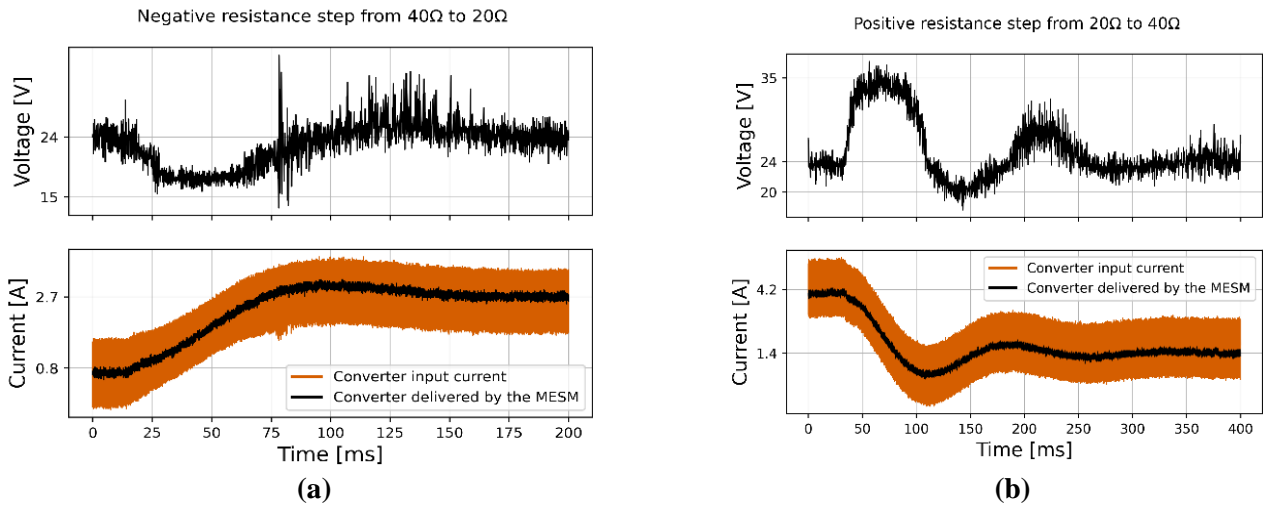 Negative resistance step from 40Ω to 20Ω
Voltage [V]
24
15
Current [A]
2.7
0.8
Converter input current
Converter delivered by the MESM
0 25 50 75 100 125 150 175 200
Time [ms]
(a)
Positive resistance step from 20Ω to 40Ω
Voltage [V]
35
24
20
Current [A]
4.2
1.4
Converter input current
Converter delivered by the MESM
0 50 100 150 200 250 300 350 400
Time [ms]
(b)